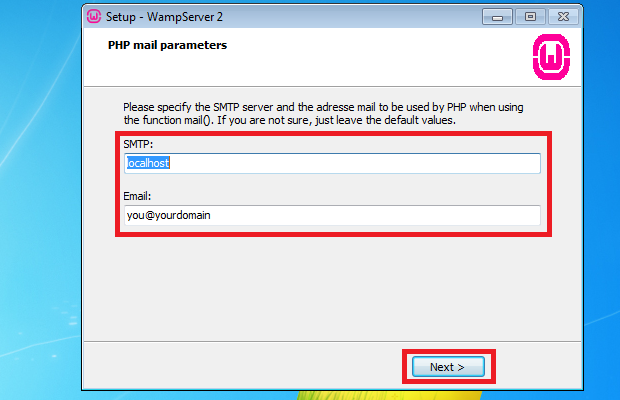 Setup - WampServer 2
PHP mail parameters
Please specify the SMTP server and the adresse mail to be used by PHP when using
the function mail(). If you are not sure, just leave the default values.
SMTP:
localhost
Email:
you@yourdomain
Next >